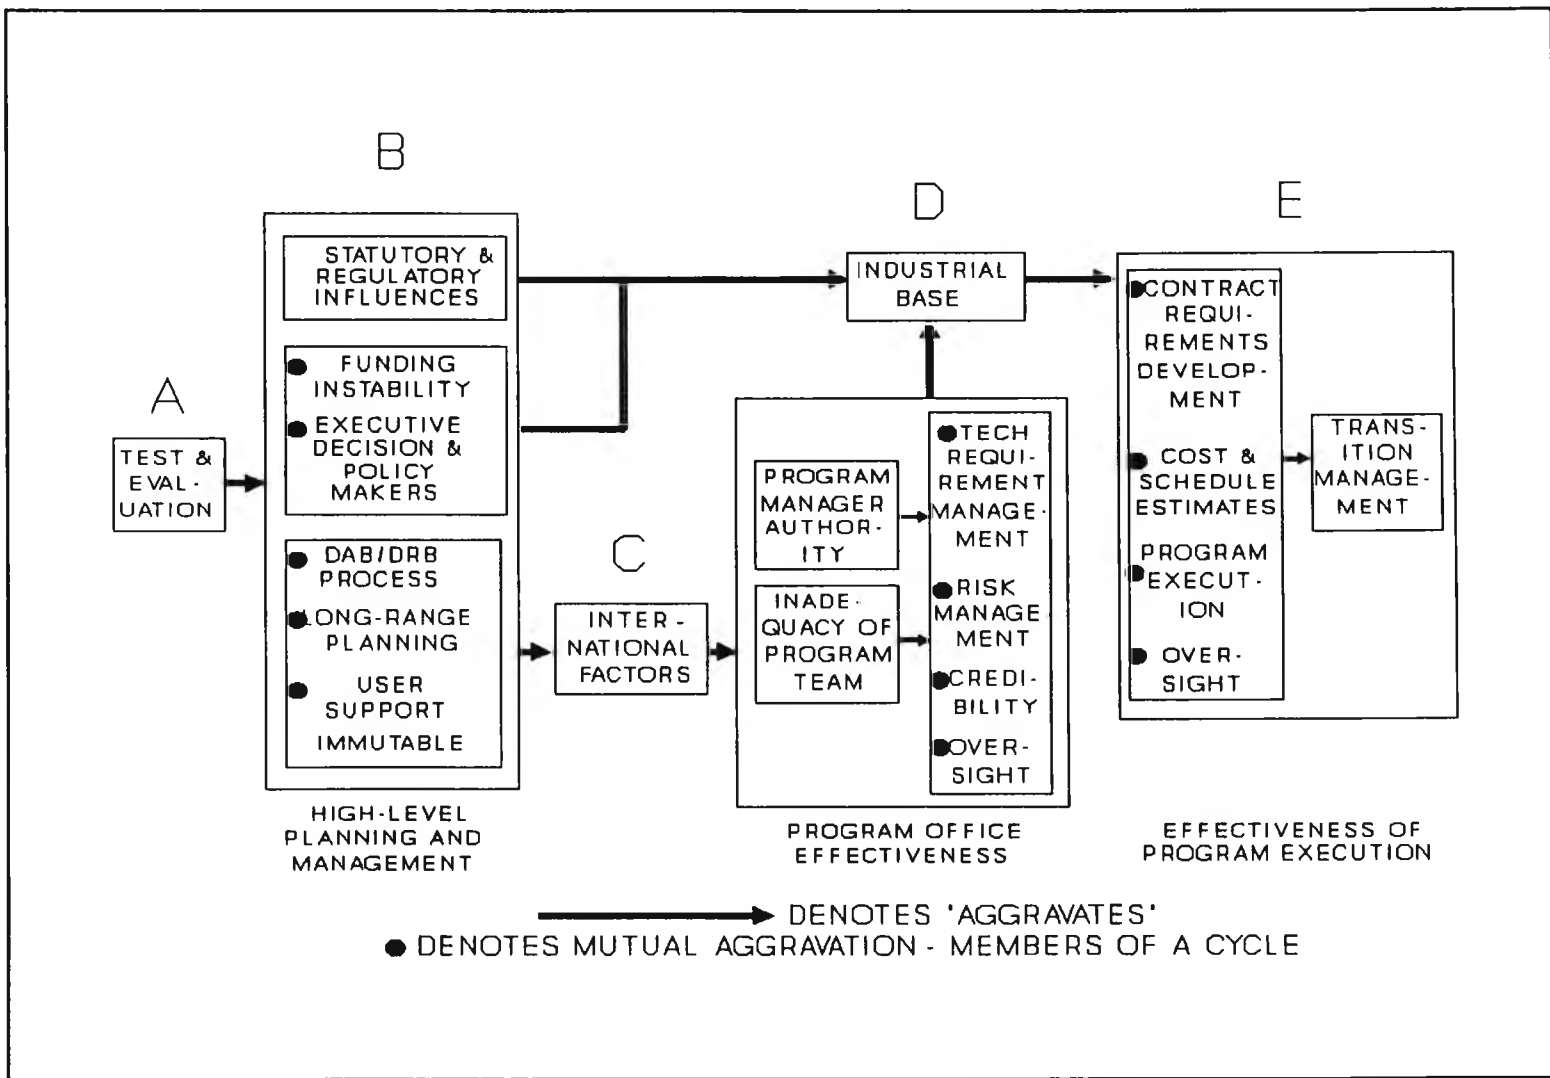 A
TEST &
EVAL-
UATION
B
STATUTORY &
REGULATORY
INFLUENCES
FUNDING
INSTABILITY
EXECUTIVE
DECISION &
POLICY
MAKERS
DAB/DRB
PROCESS
LONG-RANGE
PLANNING
USER
SUPPORT
IMMUTABLE
HIGH-LEVEL
PLANNING AND
MANAGEMENT
C
INTER-
NATIONAL
FACTORS
D
INDUSTRIAL
BASE
PROGRAM
MANAGER
AUTHOR-
ITY
INADE-
QUACY OF
PROGRAM
TEAM
TECH
REQUI-
REMENT
MANAGE-
MENT
RISK
MANAGE-
MENT
CREDI-
BILITY
OVER-
SIGHT
PROGRAM OFFICE
EFFECTIVENESS
E
CONTRACT
REQUI-
REMENTS
DEVELOP-
MENT
COST &
SCHEDULE
ESTIMATES
PROGRAM
EXECUT-
ION
OVER-
SIGHT
TRANS-
ITION
MANAGE-
MENT
EFFECTIVENESS OF
PROGRAM EXECUTION
DENOTES 'AGGRAVATES'
DENOTES MUTUAL AGGRAVATION - MEMBERS OF A CYCLE